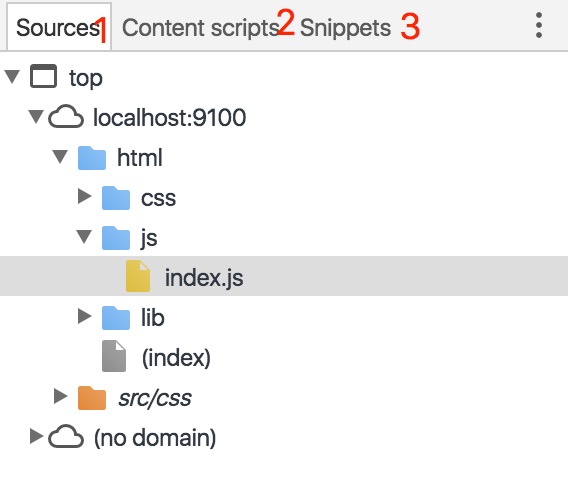 Sources 1 Content scripts 2 Snippets 3
top
localhost:9100
html
css
js
index.js
lib
(index)
src/css
(no domain)